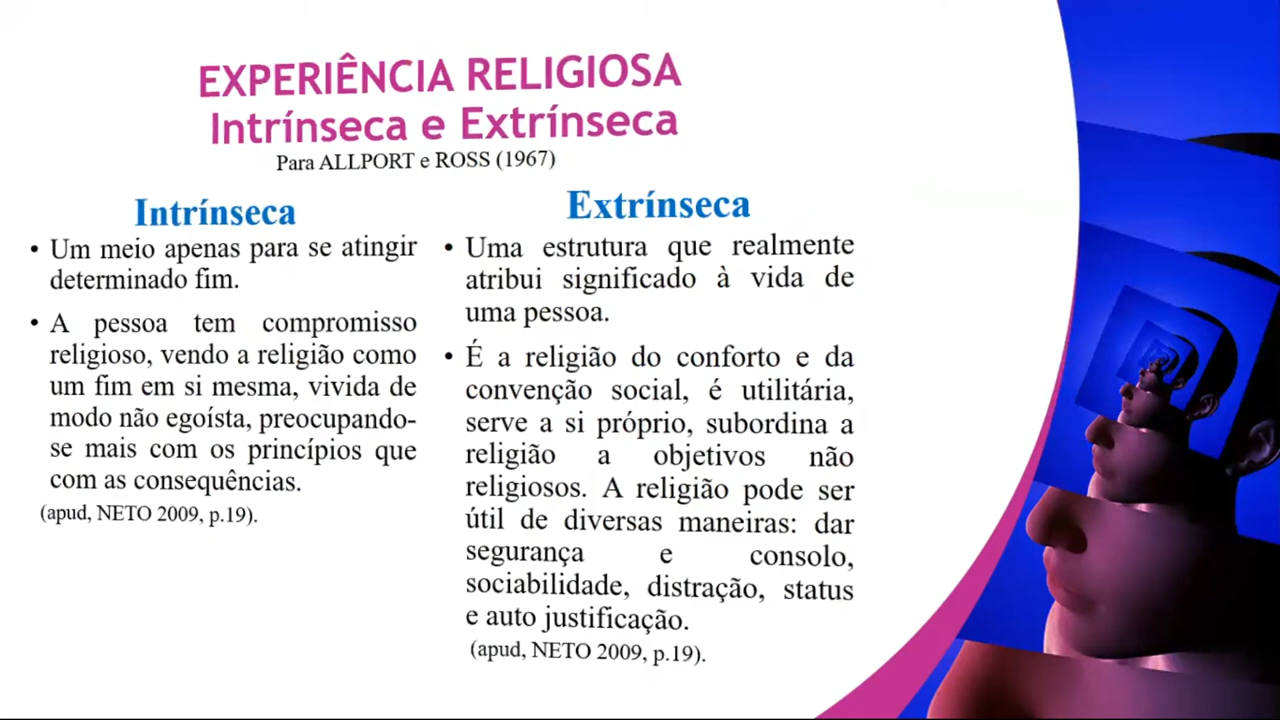 EXPERIÊNCIA RELIGIOSA
Intrínseca e Extrínseca
Para ALLPORT e ROSS (1967)
Intrínseca
• Um meio apenas para se atingir
determinado fim.
• A pessoa tem compromisso
religioso, vendo a religião como
um fim em si mesma, vivida de
modo não egoísta, preocupando-
se mais com os princípios que
com as consequências.
(apud, NETO 2009, p.19).
Extrínseca
• Uma estrutura que realmente
atribui significado à vida de
uma pessoa.
• É a religião do conforto e da
convenção social, é utilitária,
serve a si próprio, subordina a
religião a objetivos não
religiosos. A religião pode ser
útil de diversas maneiras: dar
segurança e consolo,
sociabilidade, distração, status
e auto justificação.
(apud, NETO 2009, p.19).